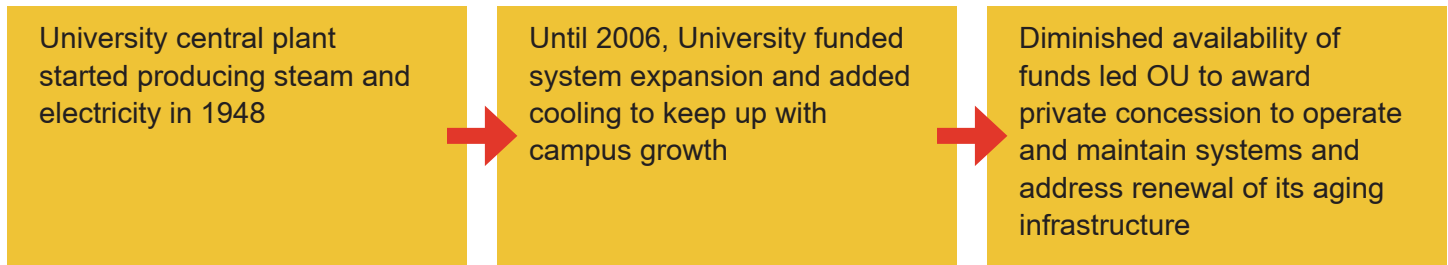 University central plant
started producing steam and
electricity in 1948
Until 2006, University funded
system expansion and added
cooling to keep up with
campus growth
Diminished availability of
funds led OU to award
private concession to operate
and maintain systems and
address renewal of its aging
infrastructure